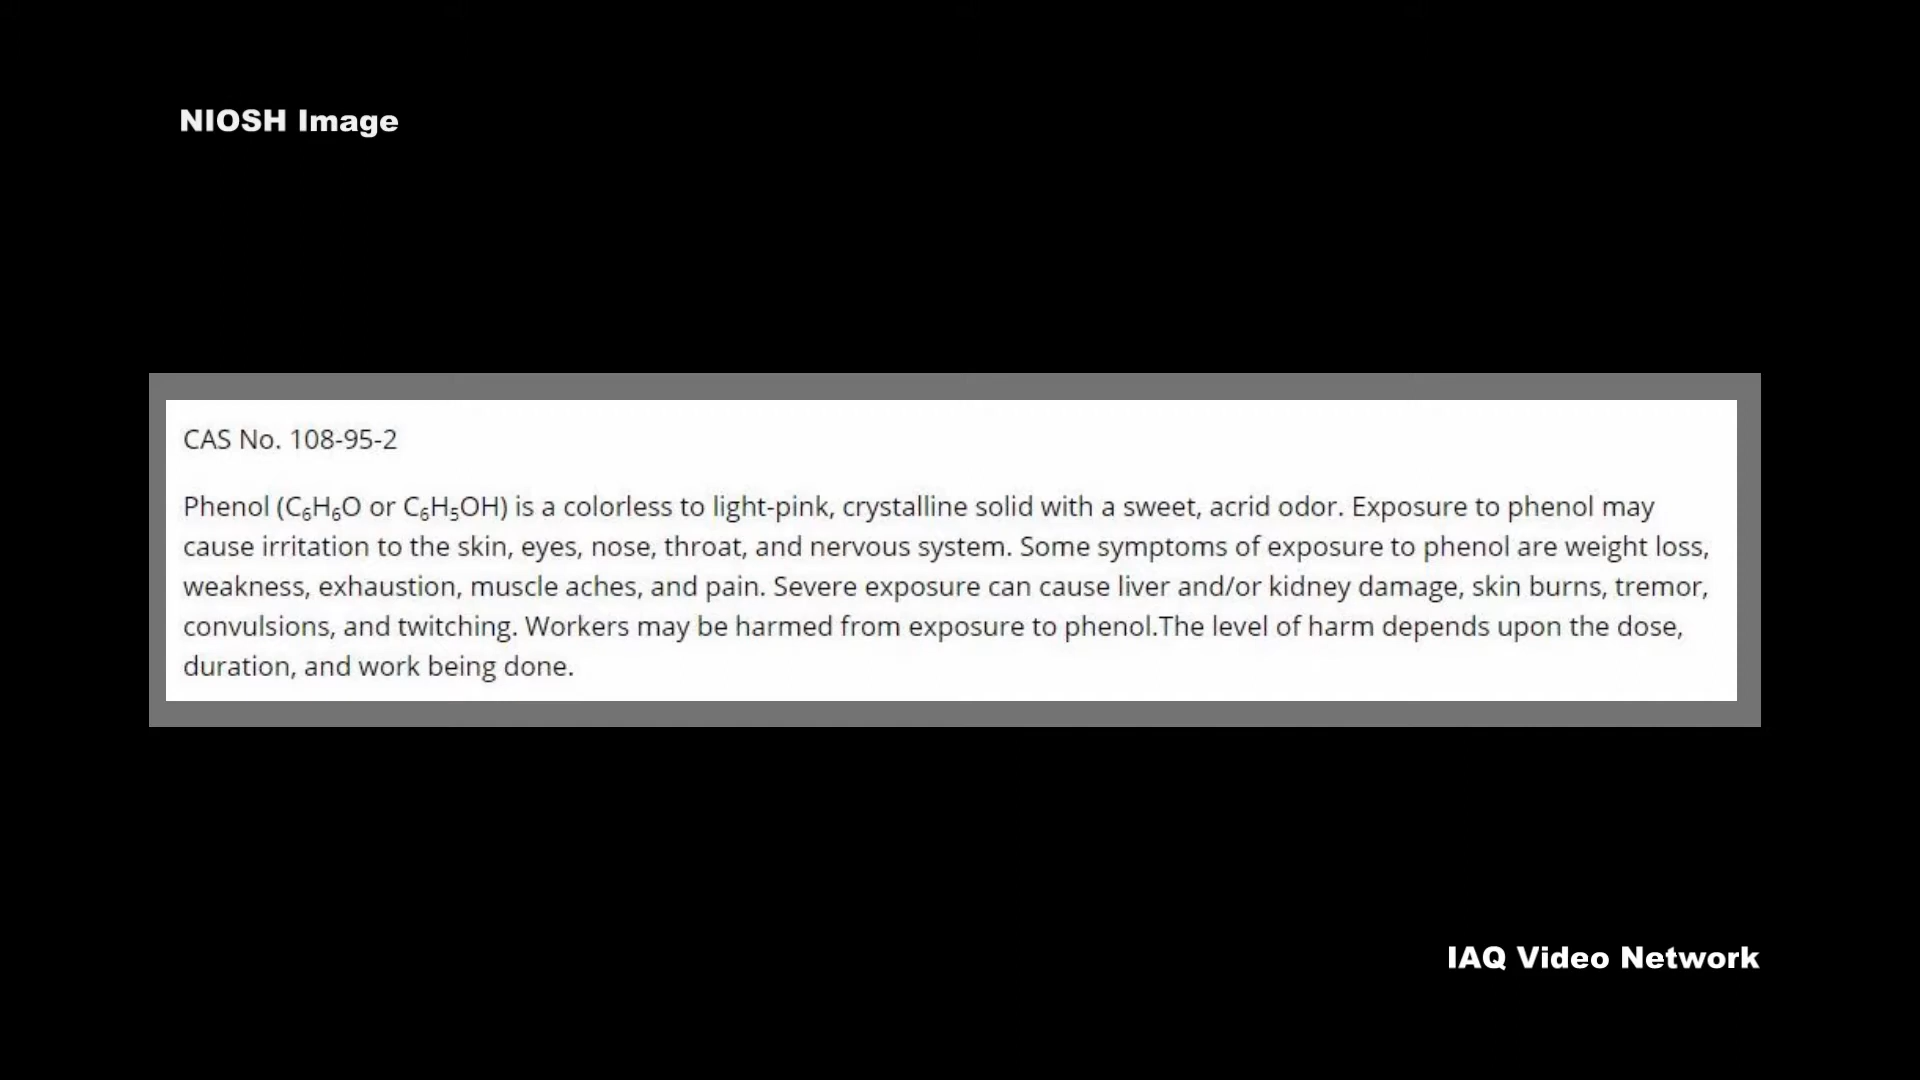 NIOSH Image
CAS No. 108-95-2
Phenol (C₆H₆O or C₆H₅OH) is a colorless to light-pink, crystalline solid with a sweet, acrid odor. Exposure to phenol may
cause irritation to the skin, eyes, nose, throat, and nervous system. Some symptoms of exposure to phenol are weight loss,
weakness, exhaustion, muscle aches, and pain. Severe exposure can cause liver and/or kidney damage, skin burns, tremor,
convulsions, and twitching. Workers may be harmed from exposure to phenol.The level of harm depends upon the dose,
duration, and work being done.
IAQ Video Network